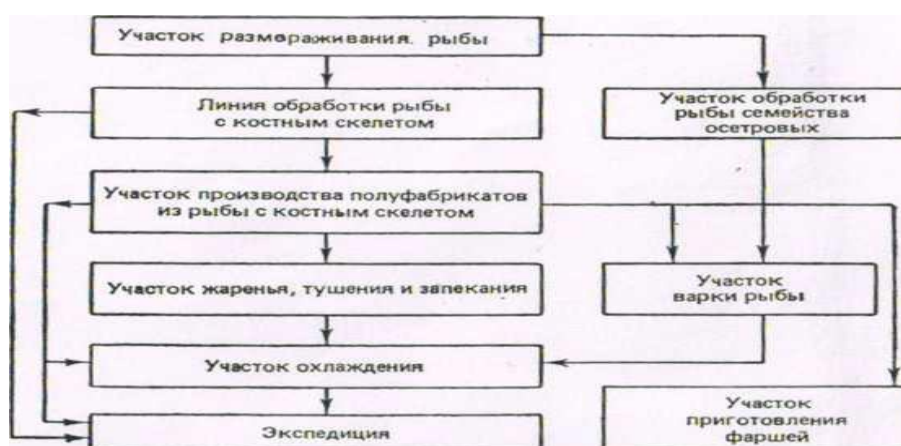 Участок размораживания. рыбы
Линия обработки рыбы
с костным скелетом
Участок обработки
рыбы семейства
осетровых
Участок производства полуфабрикатов
из рыбы с костным скелетом
Участок жаренья, тушения и запекания
Участок
варки рыбы
Участок охлаждения
Экспедиция
Участок
приготовления
фаршей